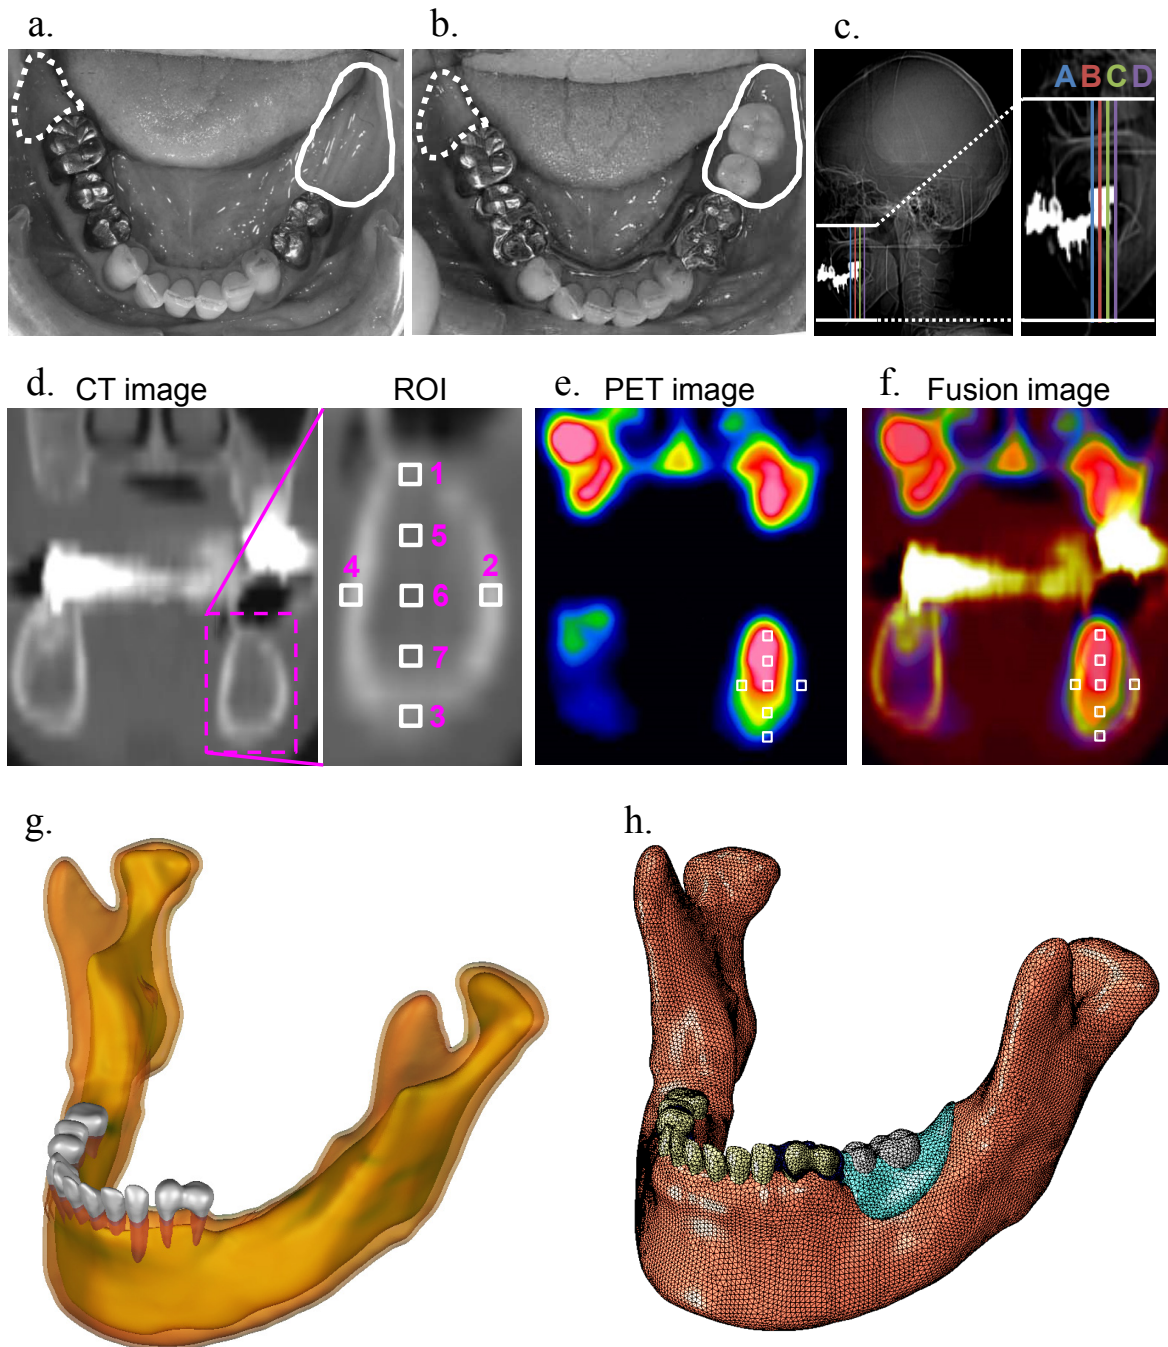 a.
b.
c.
A B C D
d. CT image
ROI
e. PET image
f. Fusion image
1
5
4
2
6
7
3
g.
h.